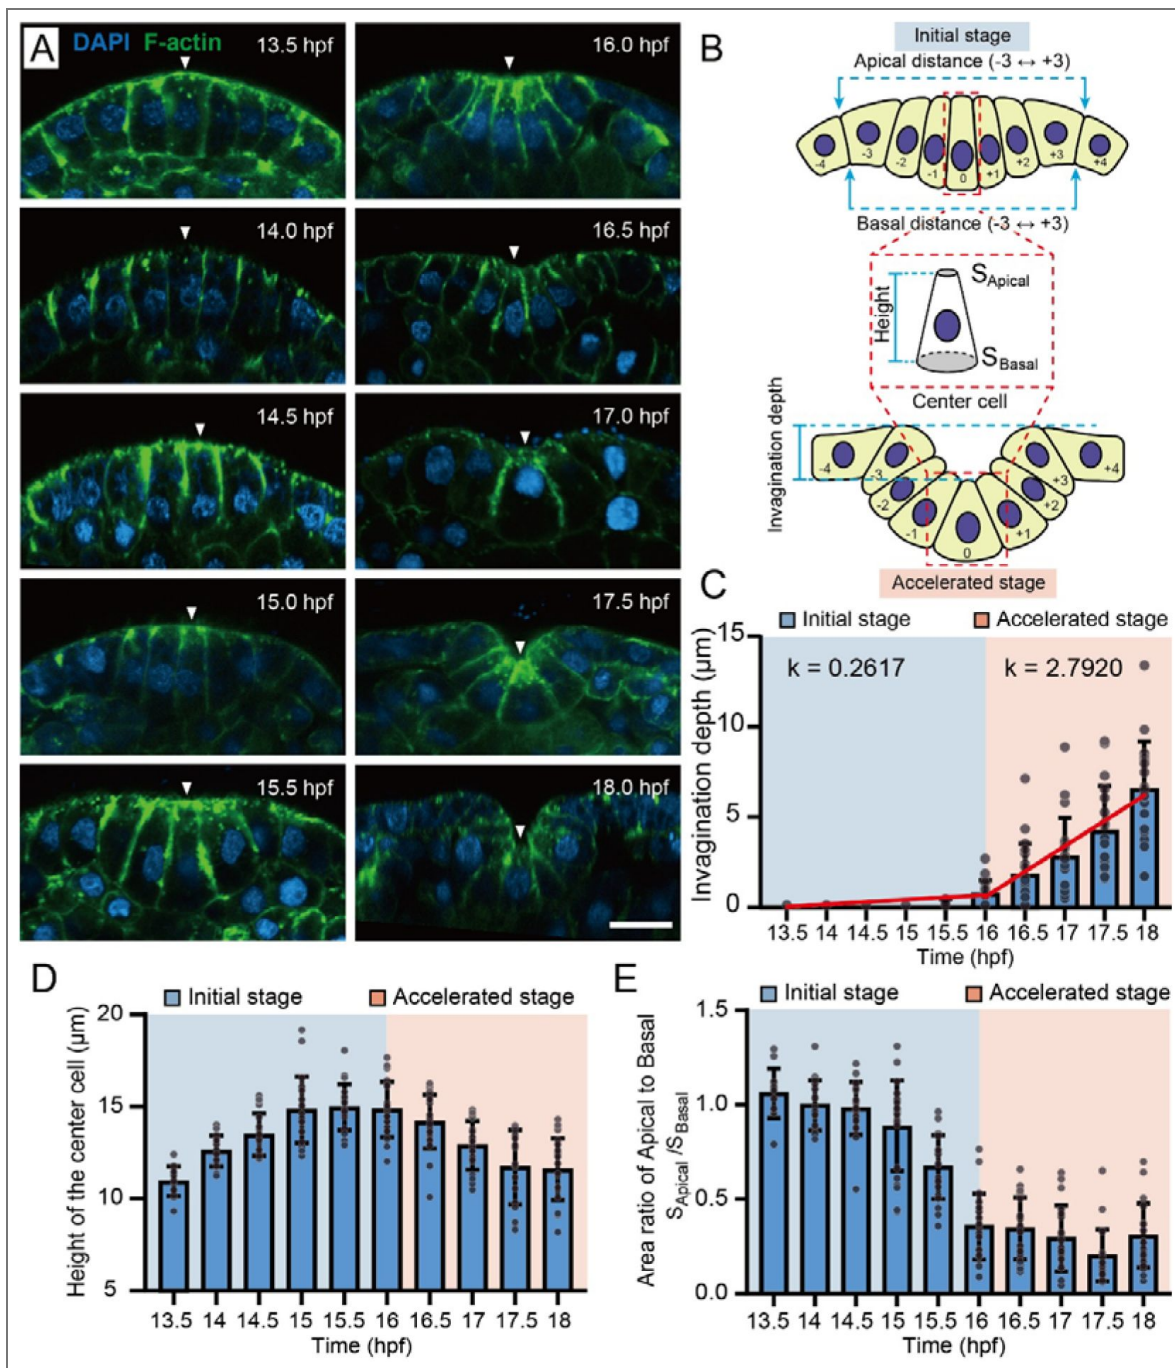 A
DAPI F-actin
13.5 hpf
16.0 hpf
14.0 hpf
16.5 hpf
14.5 hpf
17.0 hpf
15.0 hpf
17.5 hpf
15.5 hpf
18.0 hpf
B
Initial stage
Apical distance (-3 ↔ +3)
-4 -3 -2 -1 0 +1 +2 +3 +4
Basal distance (-3 ↔ +3)
Height
SApical
SBasal
Center cell
Invagination depth
-4 -3 -2 -1 0 +1 +2 +3 +4
Accelerated stage
C
Initial stage Accelerated stage
k = 0.2617 k = 2.7920
Invagination depth (μm)
15
10
5
0
13.5 14 14.5 15 15.5 16 16.5 17 17.5 18
Time (hpf)
D
Initial stage Accelerated stage
Height of the center cell (μm)
20
15
10
5
13.5 14 14.5 15 15.5 16 16.5 17 17.5 18
Time (hpf)
E
Initial stage Accelerated stage
Area ratio of Apical to Basal
SApical /SBasal
1.5
1.0
0.5
0.0
13.5 14 14.5 15 15.5 16 16.5 17 17.5 18
Time (hpf)